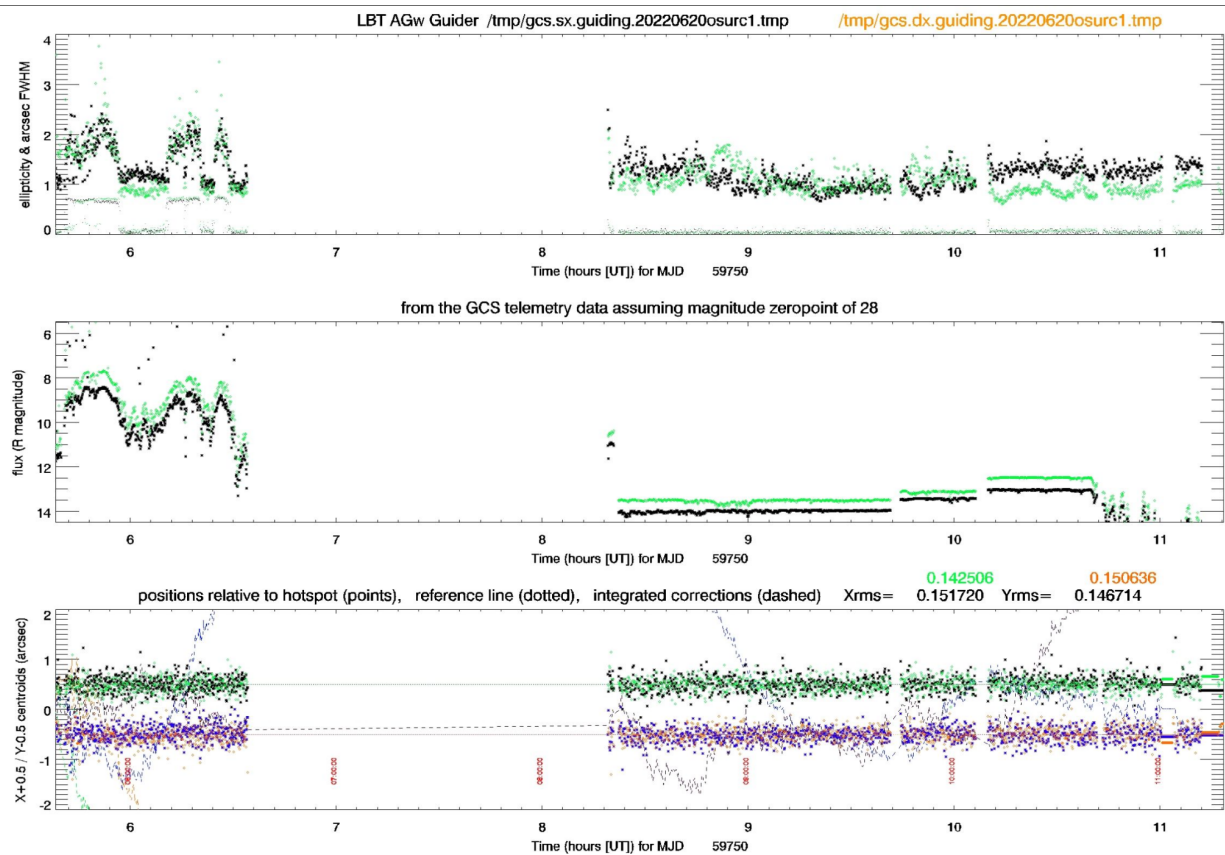 LBT AGw Guider /tmp/gcs.sx.guiding.20220620osurc1.tmp /tmp/gcs.dx.guiding.20220620osurc1.tmp
ellipticity & arcsec FWHM
4
3
2
1
0
6 7 8 9 10 11
Time (hours [UT]) for MJD 59750
from the GCS telemetry data assuming magnitude zeropoint of 28
flux (R magnitude)
6
8
10
12
14
6 7 8 9 10 11
Time (hours [UT]) for MJD 59750
0.142506 0.150636
positions relative to hotspot (points), reference line (dotted), integrated corrections (dashed) Xrms= 0.151720 Yrms= 0.146714
X+0.5 / Y-0.5 centroids (arcsec)
2
1
0
-1
-2
06:00:00 07:00:00 08:00:00 09:00:00 10:00:00 11:00:00
6 7 8 9 10 11
Time (hours [UT]) for MJD 59750